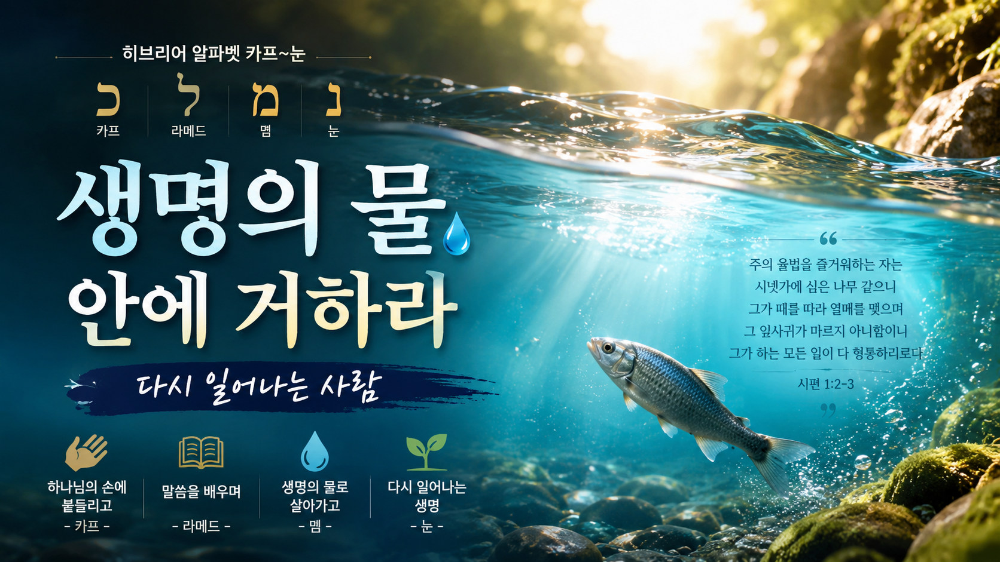 히브리어 알파벳 카프~눈
כ ל מ נ
카프 라메드 몜 눈
생명의 물
안에 거하라
다시 일어나는 사람
하나님의 손에
붙들리고
- 카프 -
말씀을 배우며
- 라메드 -
생명의 물로
살아가고
- 멤 -
다시 일어나는
생명
- 눈 -
“
주의 율법을 즐거워하는 자는
시냇가에 심은 나무 같으니
그가 때를 따라 열매를 맺으며
그 잎사귀가 마르지 아니함이니
그가 하는 모든 일이 다 형통하리로다
시편 1:2-3
”